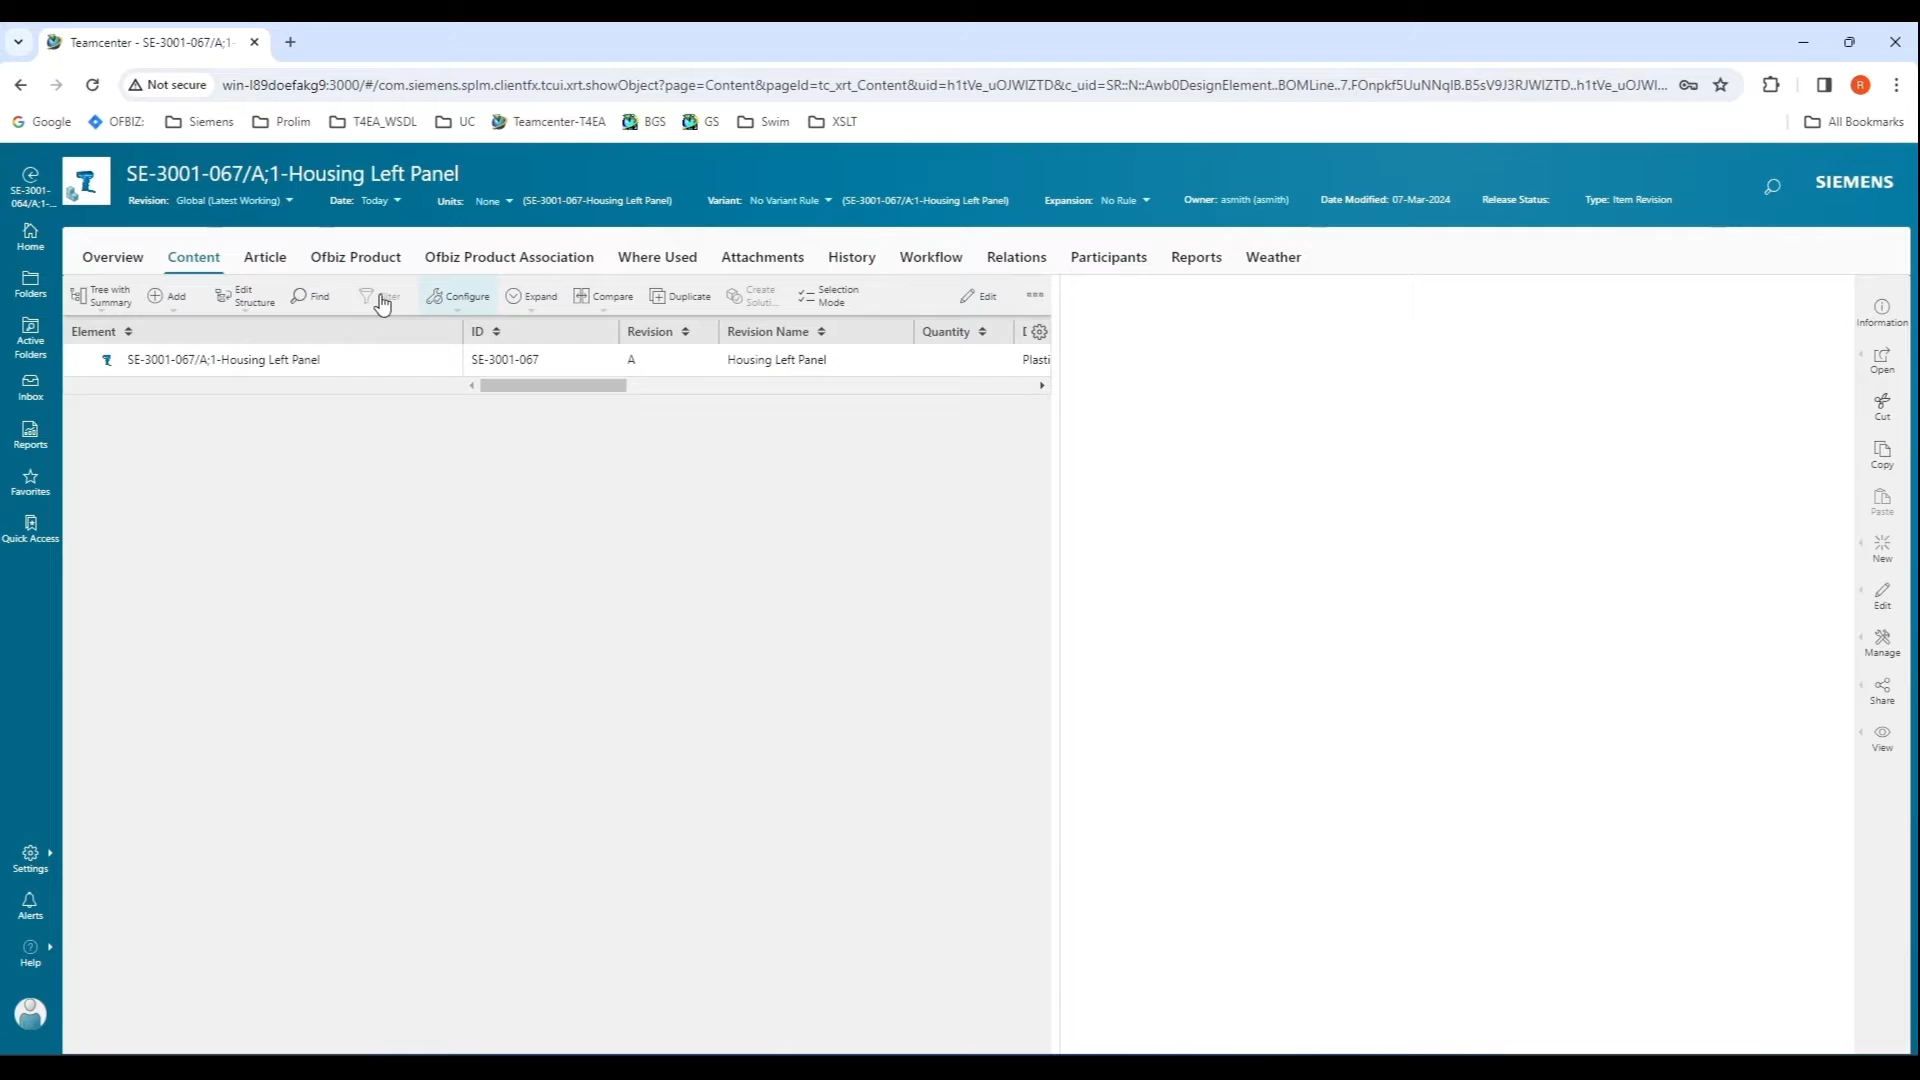 Teamcenter - SE-3001-067/A;1-
Not secure
win-l89doefakg9:3000/#/com.siemens.splm.clientfx.tcui.xrt.showObject?page=Content&pageId=tc_xrt_Content&uid=h1tVe_uOJWIZTD&c_uid=SR::N::Awb0DesignElement..BOMLine..7.FOnpkf5UuNNqIB.B5sV9J3RJWIZTD..h1tVe_uOJWI...
R
Google OFBIZ: Siemens Prolim T4EA_WSDL UC Teamcenter-T4EA BGS GS Swim XSLT All Bookmarks
SE-3001-067/A;1-Housing Left Panel
SIEMENS
Revision: Global (Latest Working) Date: Today Units: None (SE-3001-067-Housing Left Panel) Variant: No Variant Rule (SE-3001-067/A;1-Housing Left Panel) Expansion: No Rule Owner: asmith (asmith) Date Modified: 07-Mar-2024 Release Status: Type: Item Revision
SE-3001-
064/A;1-...
Home
Folders
Active
Folders
Inbox
Reports
Favorites
Quick Access
Settings
Alerts
Help
Overview Content Article Ofbiz Product Ofbiz Product Association Where Used Attachments History Workflow Relations Participants Reports Weather
Tree with
Summary
Add
Edit
Structure
Find
Configure
Expand
Compare
Duplicate
Create
Soluti...
Selection
Mode
Edit
Element ID Revision Revision Name Quantity
SE-3001-067/A;1-Housing Left Panel SE-3001-067 A Housing Left Panel Plasti
Information
Open
Cut
Copy
Paste
New
Edit
Manage
Share
View